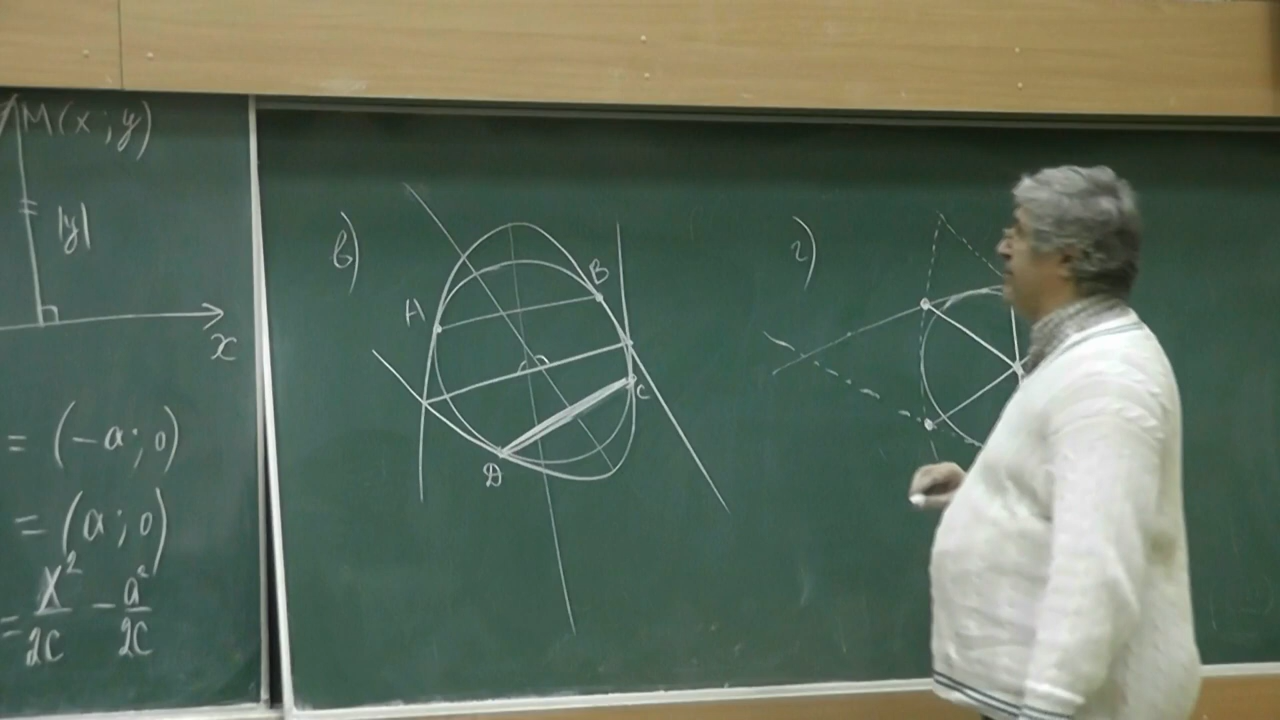 M(x; y)
|y|
x
= (-a; 0)
= (a; 0)
= x²/2c - a²/2c
в)
A
B
C
D
г)